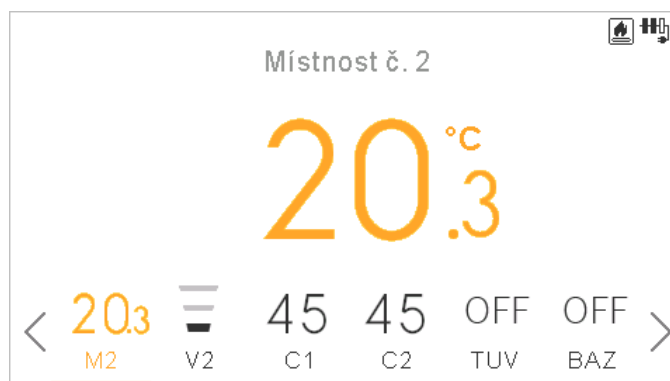 Místnost č. 2
20.3 °C
20.3 45 45 OFF OFF
M2 V2 C1 C2 TUV BAZ